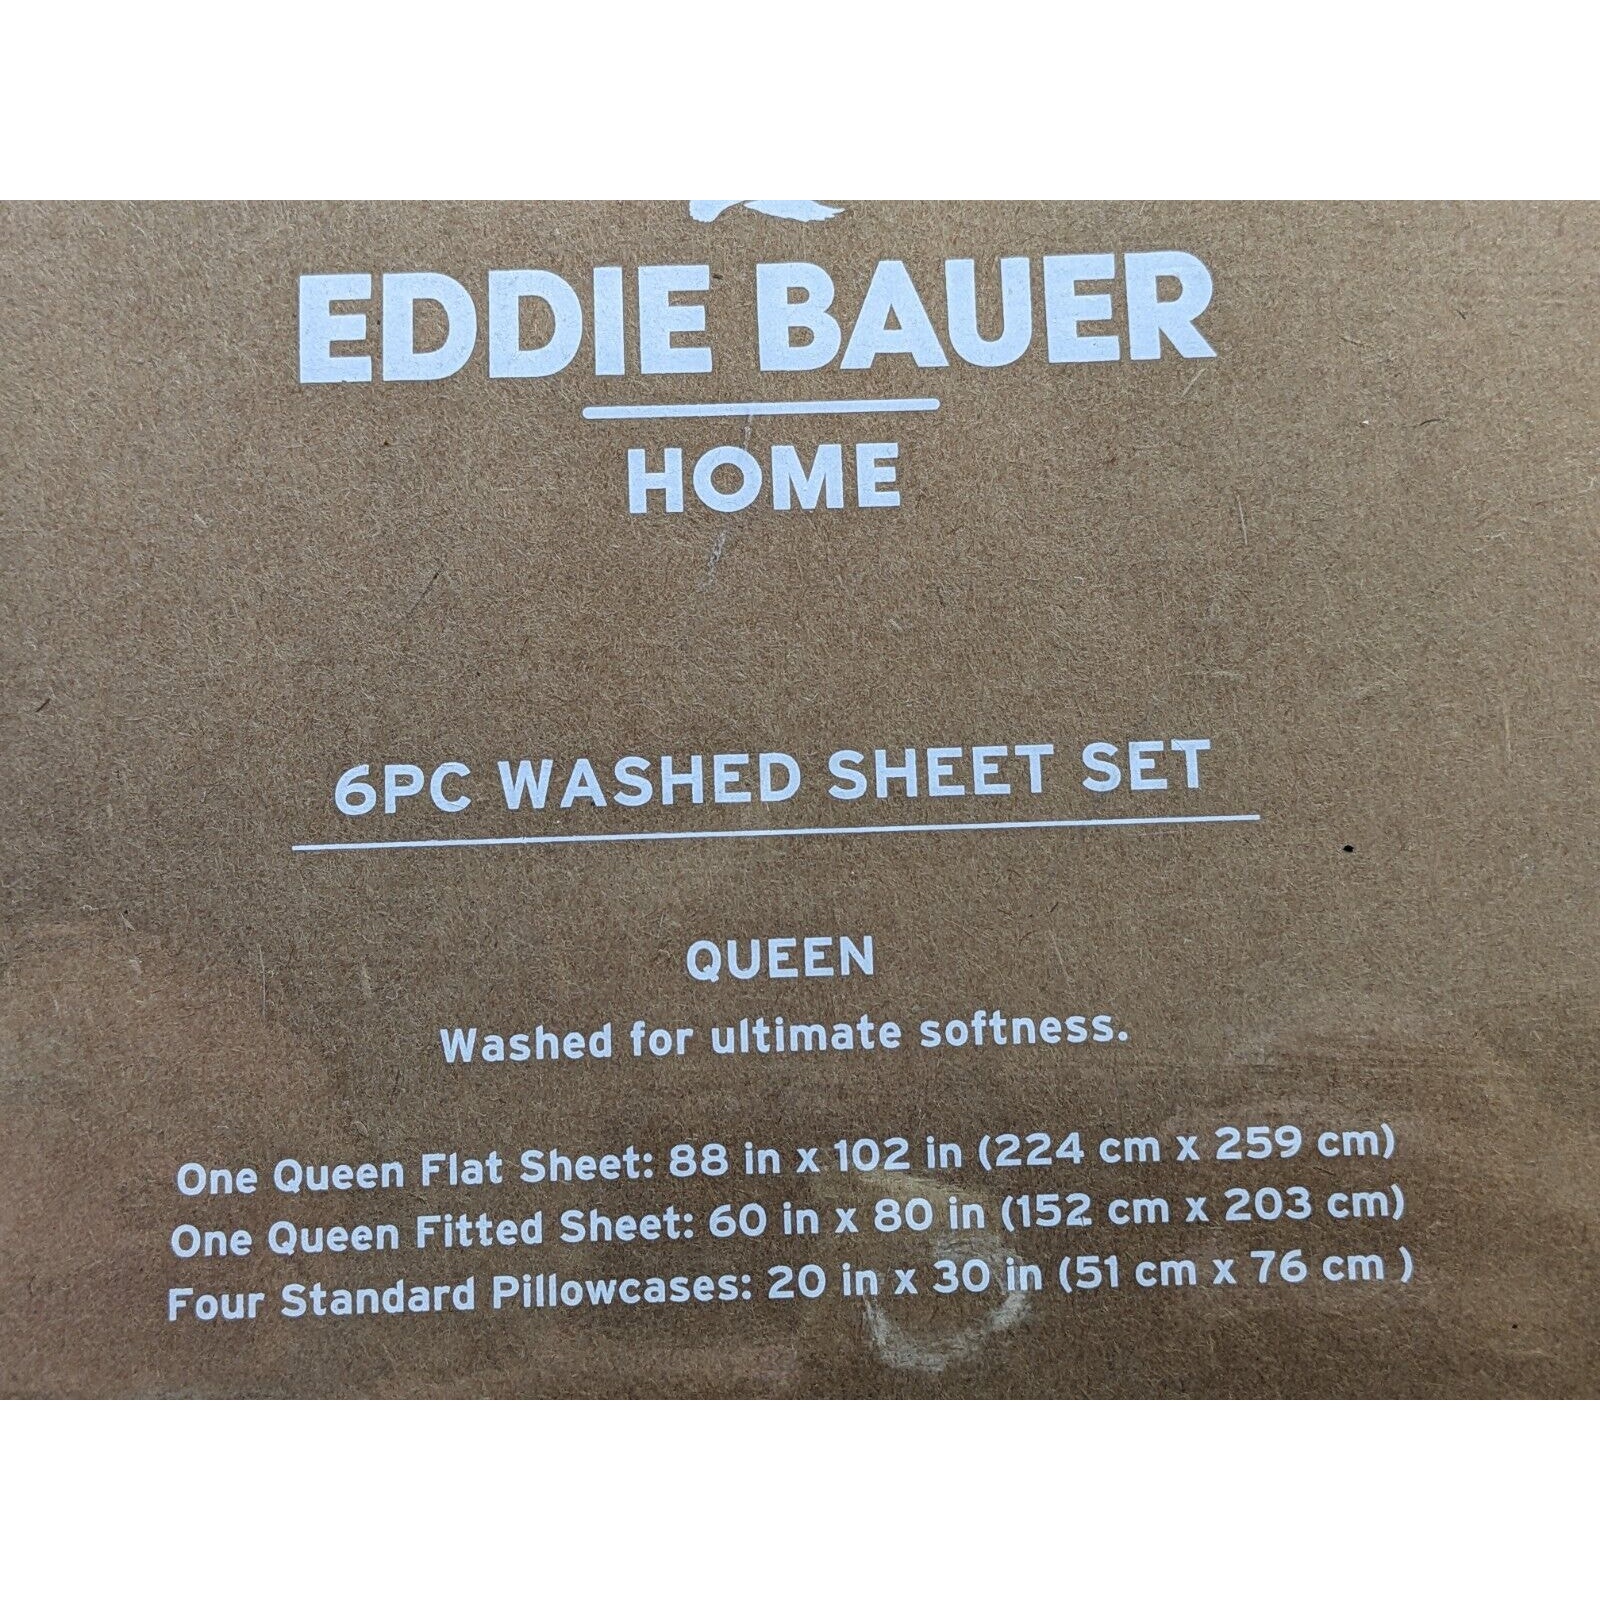 EDDIE BAUER
HOME
6PC WASHED SHEET SET
QUEEN
Washed for ultimate softness.
One Queen Flat Sheet: 88 in x 102 in (224 cm x 259 cm)
One Queen Fitted Sheet: 60 in x 80 in (152 cm x 203 cm)
Four Standard Pillowcases: 20 in x 30 in (51 cm x 76 cm )